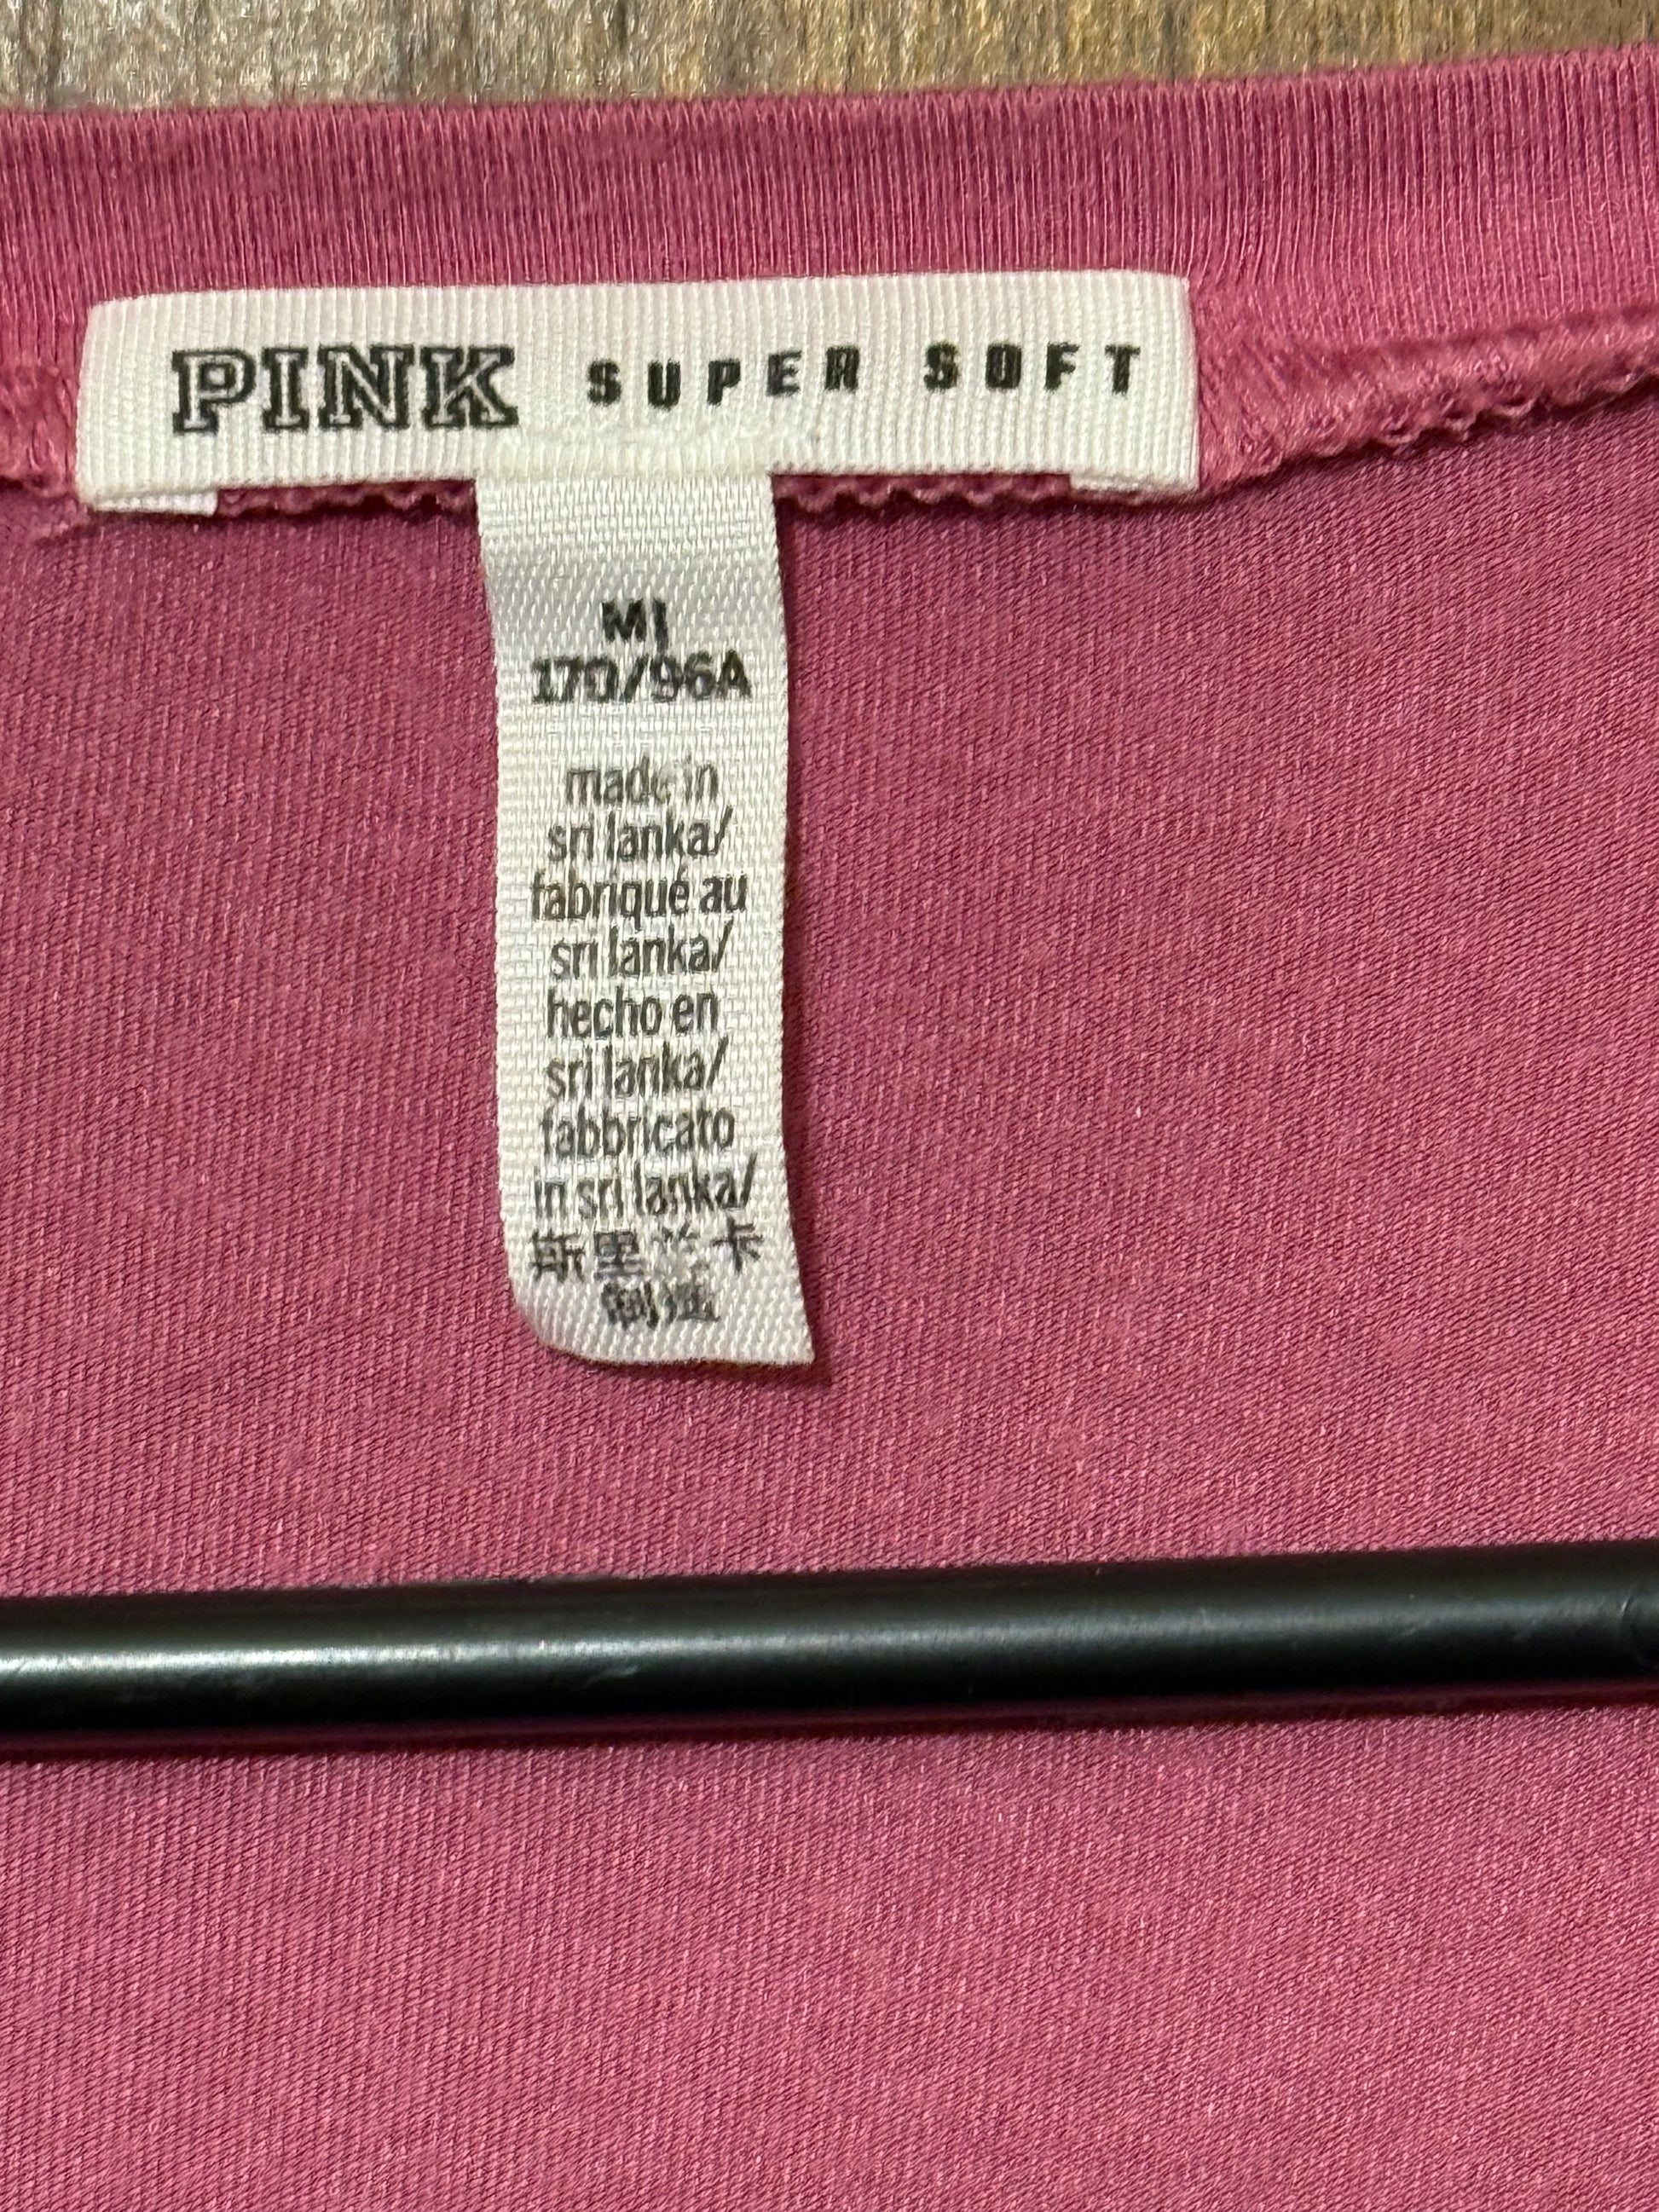 PINK SUPER SOFT
M|
170/96A
made in
sri lanka/
fabriqué au
sri lanka/
hecho en
sri lanka/
fabbricato
in sri lanka/
斯里兰卡
制造